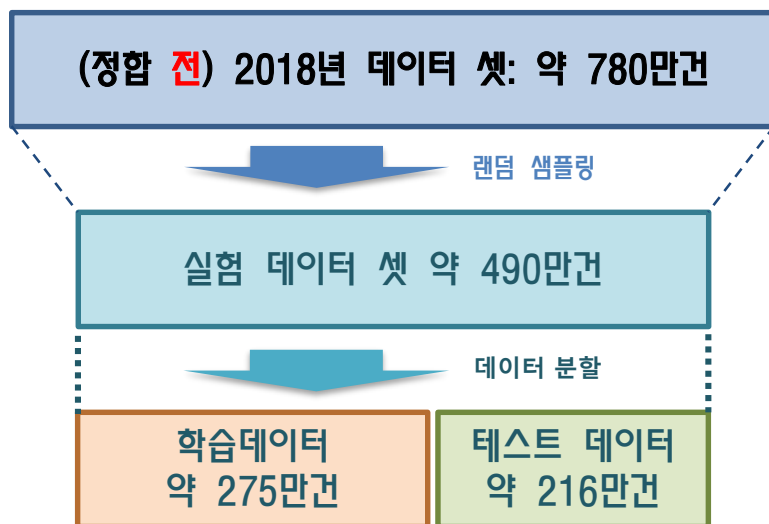 (정합 전) 2018년 데이터 셋: 약 780만건
랜덤 샘플링
실험 데이터 셋 약 490만건
데이터 분할
학습데이터
약 275만건
테스트 데이터
약 216만건